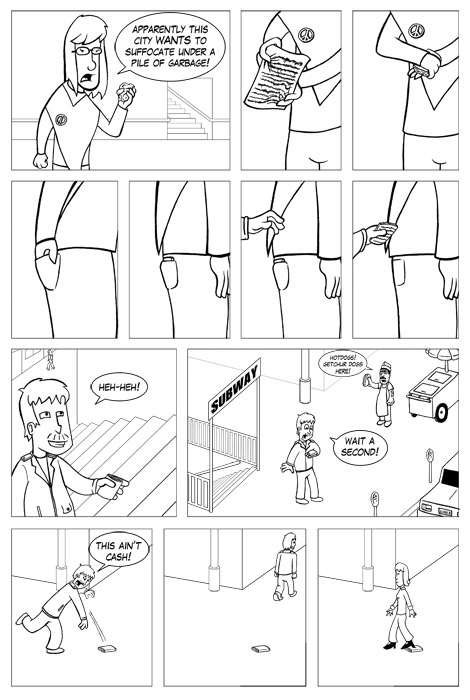 APPARENTLY THIS
CITY WANTS TO
SUFFOCATE UNDER A
PILE OF GARBAGE!
HEH-HEH!
SUBWAY
HOTDOGS!
GETCHUR DOGS
HERE!
WAIT A
SECOND!
THIS AIN'T
CASH!